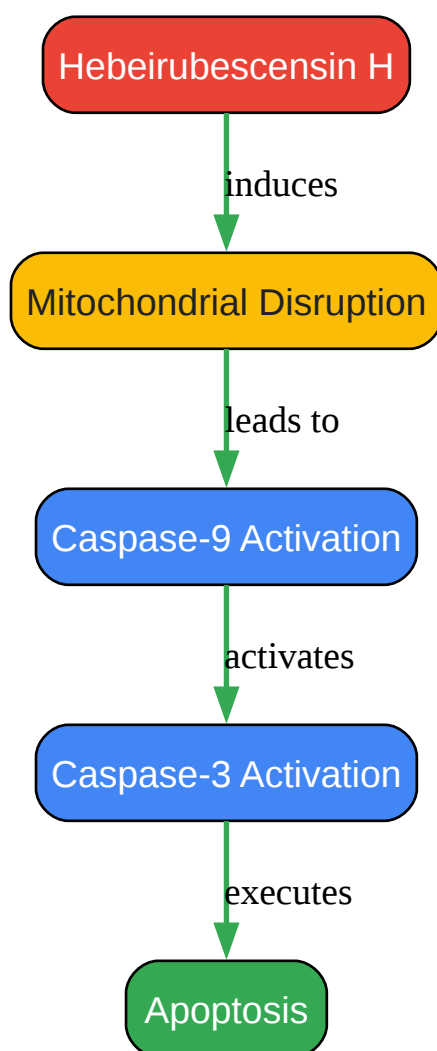 Hebeirubescensin H
induces
Mitochondrial Disruption
leads to
Caspase-9 Activation
activates
Caspase-3 Activation
executes
Apoptosis